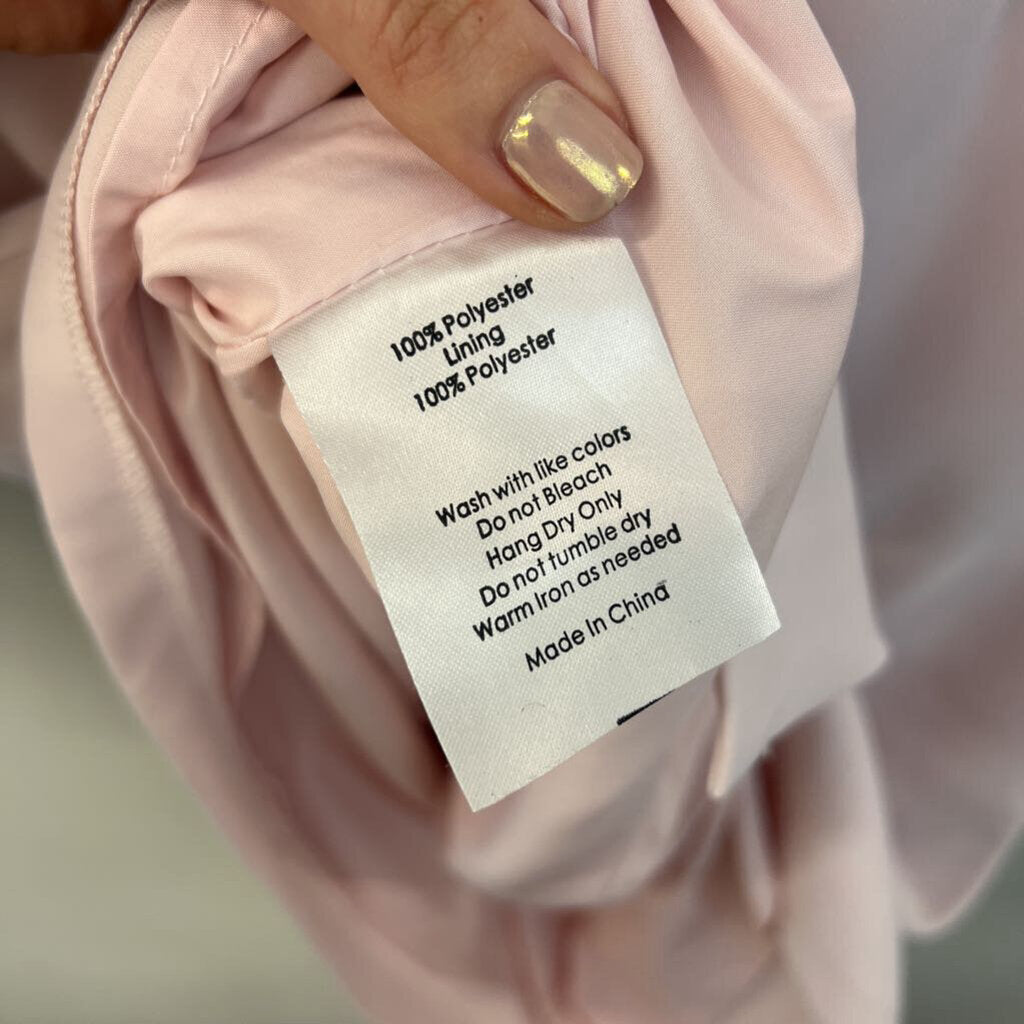 100% Polyester
Lining
100% Polyester
Wash with like colors
Do not Bleach
Hang Dry Only
Do not tumble dry
Warm Iron as needed
Made In China